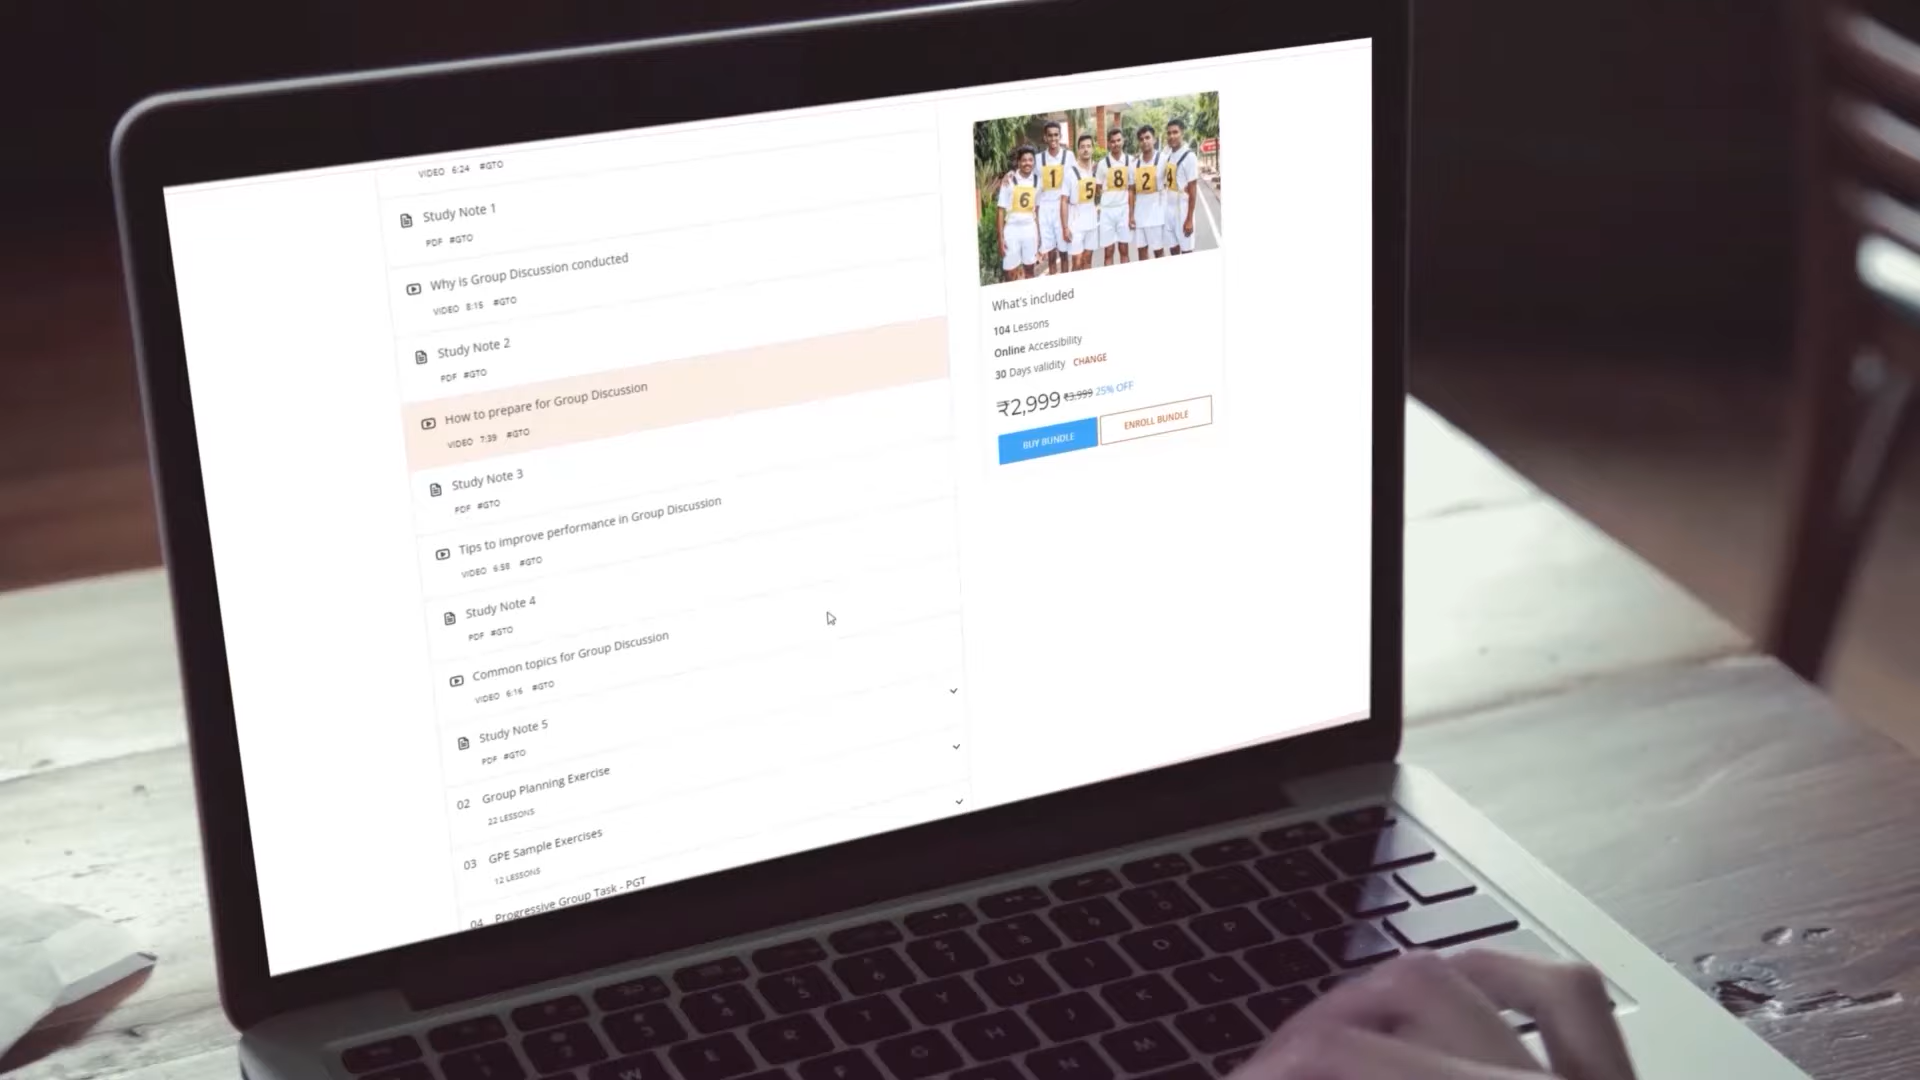 VIDEO 6:24 #GTO
Study Note 1
PDF #GTO
Why is Group Discussion conducted
VIDEO 8:15 #GTO
Study Note 2
PDF #GTO
How to prepare for Group Discussion
VIDEO 7:39 #GTO
Study Note 3
PDF #GTO
Tips to improve performance in Group Discussion
VIDEO 6:58 #GTO
Study Note 4
PDF #GTO
Common topics for Group Discussion
VIDEO 6:16 #GTO
Study Note 5
PDF #GTO
02 Group Planning Exercise
22 LESSONS
03 GPE Sample Exercises
12 LESSONS
04 Progressive Group Task - PGT
6 1 5 8 2 4
What's included
104 Lessons
Online Accessibility
30 Days validity CHANGE
₹2,999 ₹3,999 25% OFF
BUY BUNDLE ENROLL BUNDLE